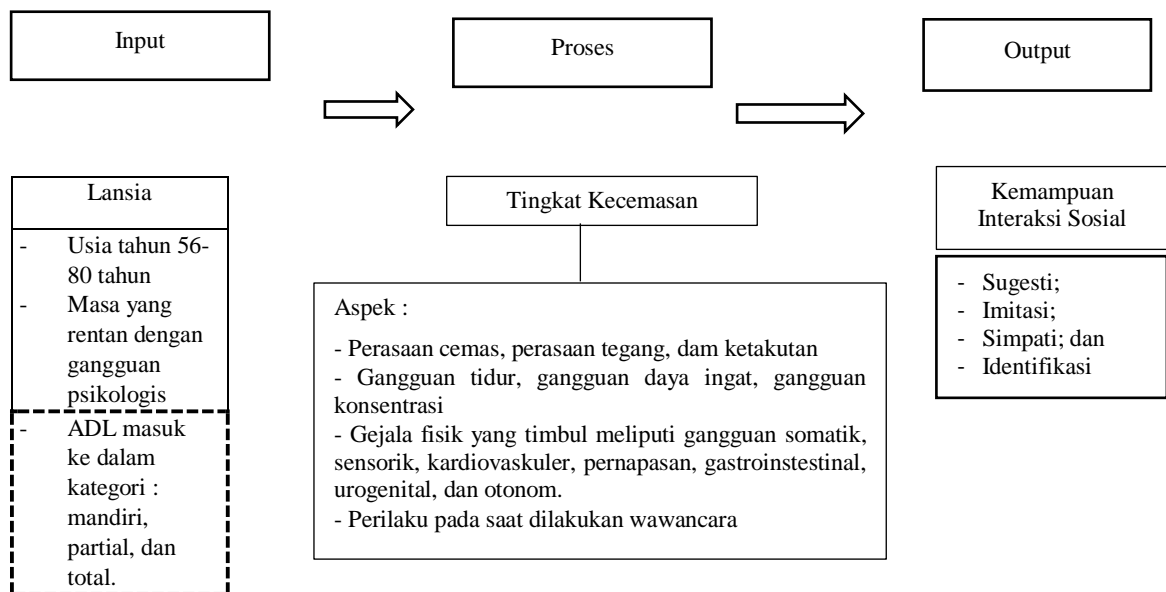 Input
Proses
Output
Lansia
- Usia tahun 56-
80 tahun
- Masa yang
rentan dengan
gangguan
psikologis
- ADL masuk
ke dalam
kategori :
mandiri,
partial, dan
total.
Tingkat Kecemasan
Aspek :
- Perasaan cemas, perasaan tegang, dam ketakutan
- Gangguan tidur, gangguan daya ingat, gangguan
konsentrasi
- Gejala fisik yang timbul meliputi gangguan somatik,
sensorik, kardiovaskuler, pernapasan, gastroinstestinal,
urogenital, dan otonom.
- Perilaku pada saat dilakukan wawancara
Kemampuan
Interaksi Sosial
- Sugesti;
- Imitasi;
- Simpati; dan
- Identifikasi